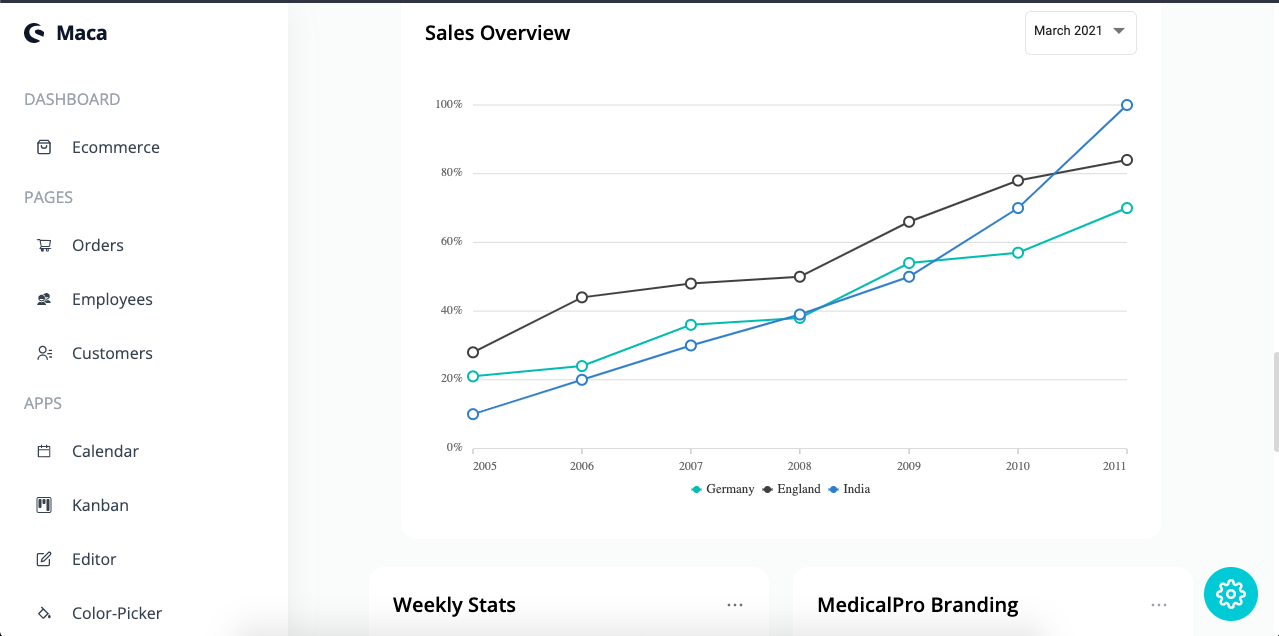 Maca
DASHBOARD
Ecommerce
PAGES
Orders
Employees
Customers
APPS
Calendar
Kanban
Editor
Color-Picker
Sales Overview
March 2021
100%
80%
60%
40%
20%
0%
2005 2006 2007 2008 2009 2010 2011
Germany England India
Weekly Stats
MedicalPro Branding